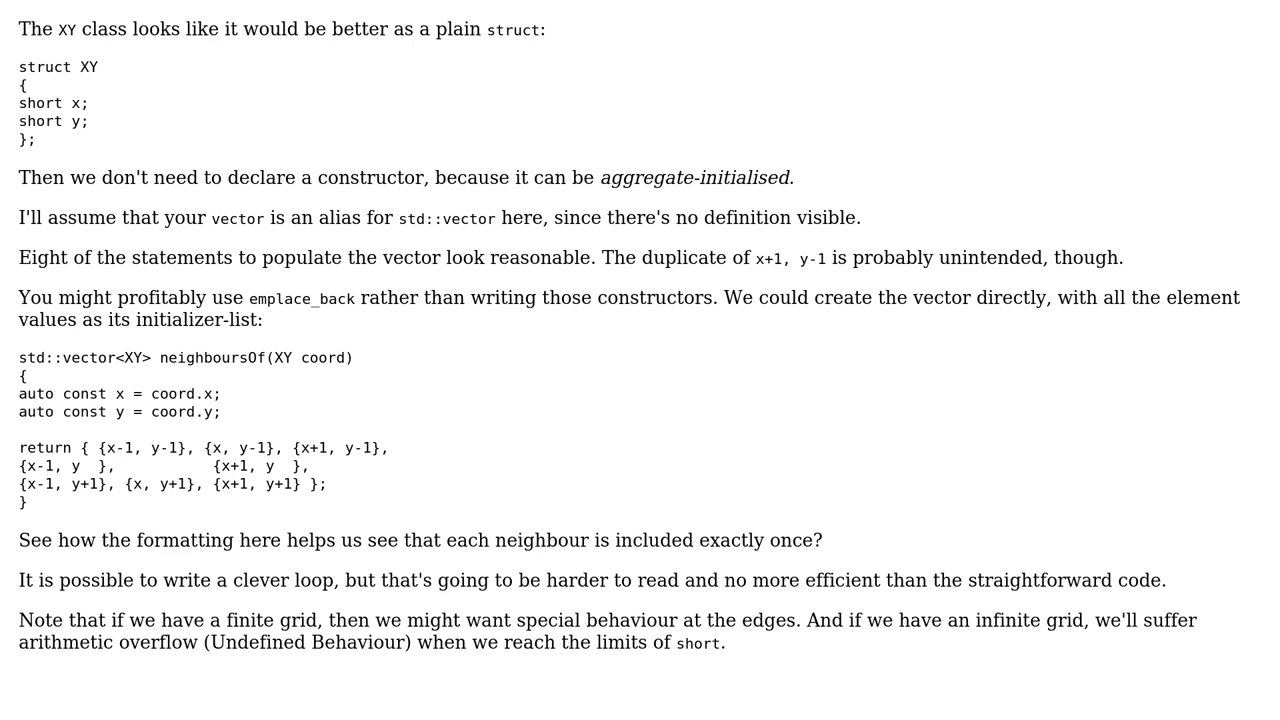 The XY class looks like it would be better as a plain struct:
struct XY
{
short x;
short y;
};
Then we don't need to declare a constructor, because it can be aggregate-initialised.
I'll assume that your vector is an alias for std::vector here, since there's no definition visible.
Eight of the statements to populate the vector look reasonable. The duplicate of x+1, y-1 is probably unintended, though.
You might profitably use emplace_back rather than writing those constructors. We could create the vector directly, with all the element
values as its initializer-list:
std::vector<XY> neighboursOf(XY coord)
{
auto const x = coord.x;
auto const y = coord.y;

return { {x-1, y-1}, {x, y-1}, {x+1, y-1},
{x-1, y  },           {x+1, y  },
{x-1, y+1}, {x, y+1}, {x+1, y+1} };
}
See how the formatting here helps us see that each neighbour is included exactly once?
It is possible to write a clever loop, but that's going to be harder to read and no more efficient than the straightforward code.
Note that if we have a finite grid, then we might want special behaviour at the edges. And if we have an infinite grid, we'll suffer
arithmetic overflow (Undefined Behaviour) when we reach the limits of short.